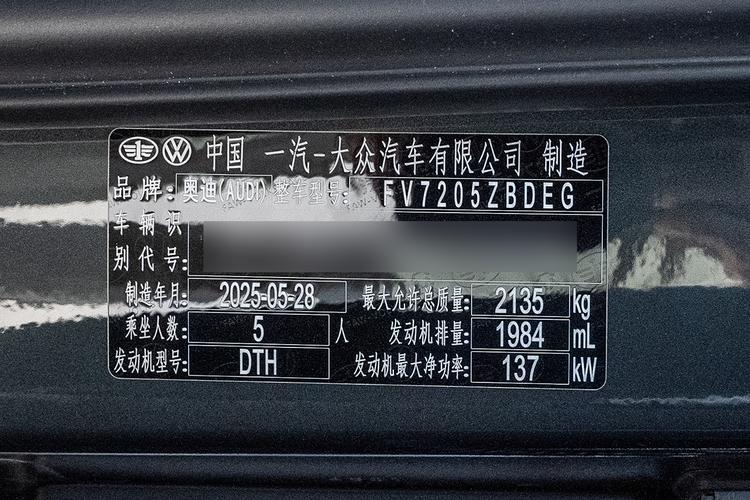 中国 一汽-大众汽车有限公司 制造
品牌: 奥迪(AUDI) 整车型号: FV7205ZBDEG
车辆识
别代号:
制造年月: 2025-05-28 最大允许总质量: 2135 kg
乘坐人数: 5 人 发动机排量: 1984 mL
发动机型号: DTH 发动机最大净功率: 137 kW